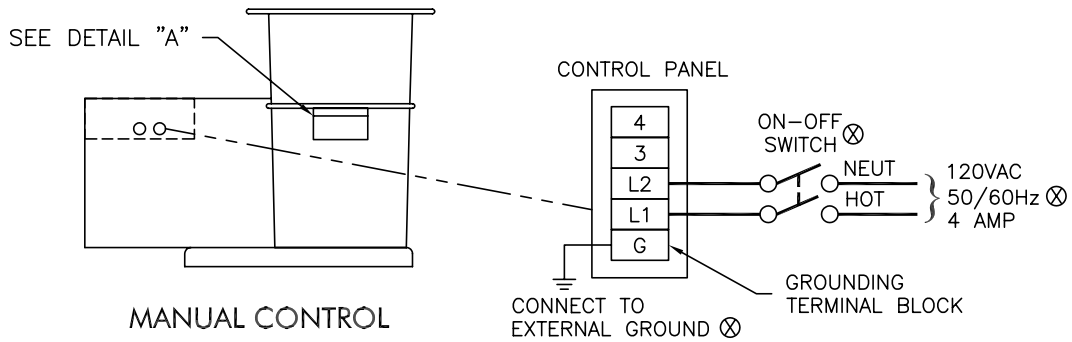 SEE DETAIL "A"
CONTROL PANEL
4
3
L2
L1
G
ON-OFF
SWITCH Ⓧ
NEUT
HOT
120VAC
50/60Hz Ⓧ
4 AMP
GROUNDING
TERMINAL BLOCK
CONNECT TO
EXTERNAL GROUND Ⓧ
MANUAL CONTROL